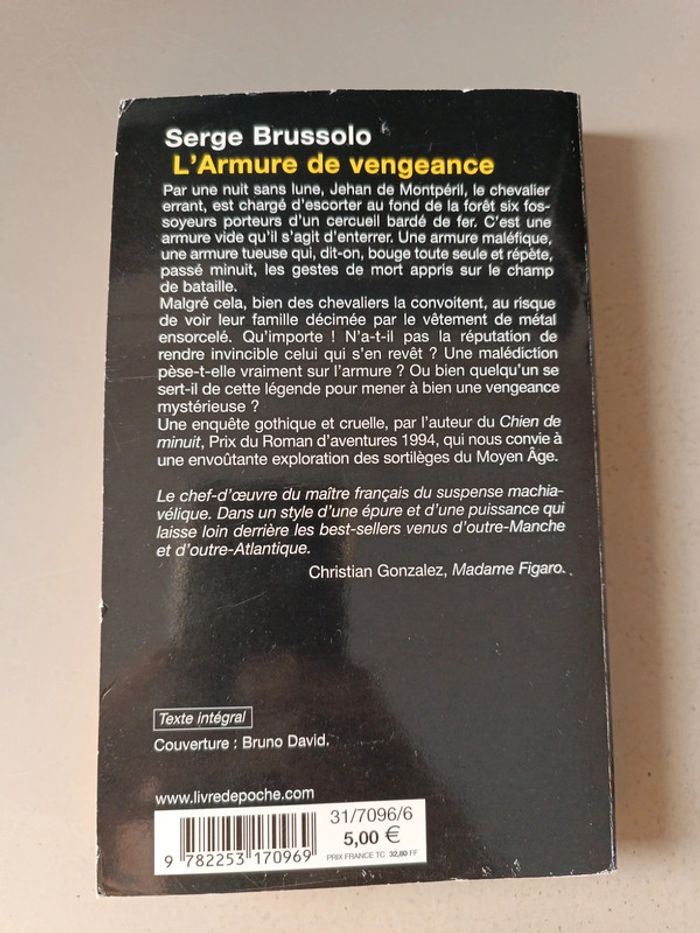 Serge Brussolo
L'Armure de vengeance
Par une nuit sans lune, Jehan de Montpéril, le chevalier
errant, est chargé d'escorter au fond de la forêt six fos-
soyeurs porteurs d'un cercueil bardé de fer. C'est une
armure vide qu'il s'agit d'enterrer. Une armure maléfique,
une armure tueuse qui, dit-on, bouge toute seule et répète,
passé minuit, les gestes de mort appris sur le champ
de bataille.
Malgré cela, bien des chevaliers la convoitent, au risque
de voir leur famille décimée par le vêtement de métal
ensorcelé. Qu'importe ! N'a-t-il pas la réputation de
rendre invincible celui qui s'en revêt ? Une malédiction
pèse-t-elle vraiment sur l'armure ? Ou bien quelqu'un se
sert-il de cette légende pour mener à bien une vengeance
mystérieuse ?
Une enquête gothique et cruelle, par l'auteur du Chien de
minuit, Prix du Roman d'aventures 1994, qui nous convie à
une envoûtante exploration des sortilèges du Moyen Âge.
Le chef-d'œuvre du maître français du suspense machia-
vélique. Dans un style d'une épure et d'une puissance qui
laisse loin derrière les best-sellers venus d'outre-Manche
et d'outre-Atlantique.
Christian Gonzalez, Madame Figaro.
Texte intégral
Couverture : Bruno David.
www.livredepoche.com
31/7096/6
5,00 €
PRIX FRANCE TC 32,80 FF
9 782253 170969